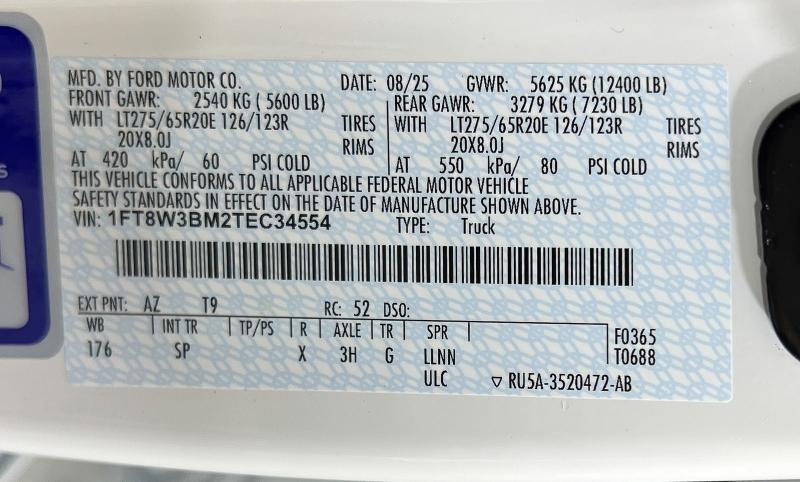 MFD. BY FORD MOTOR CO. DATE: 08/25 GVWR: 5625 KG (12400 LB)
FRONT GAWR: 2540 KG ( 5600 LB) REAR GAWR: 3279 KG ( 7230 LB)
WITH LT275/65R20E 126/123R TIRES WITH LT275/65R20E 126/123R TIRES
20X8.0J RIMS 20X8.0J RIMS
AT 420 kPa/ 60 PSI COLD AT 550 kPa/ 80 PSI COLD
THIS VEHICLE CONFORMS TO ALL APPLICABLE FEDERAL MOTOR VEHICLE
SAFETY STANDARDS IN EFFECT ON THE DATE OF MANUFACTURE SHOWN ABOVE.
VIN: 1FT8W3BM2TEC34554 TYPE: Truck
EXT PNT: AZ T9 RC: 52 DSO:
WB INT TR TP/PS R AXLE TR SPR F0365
176 SP X 3H G LLNN T0688
ULC ▽ RU5A-3520472-AB